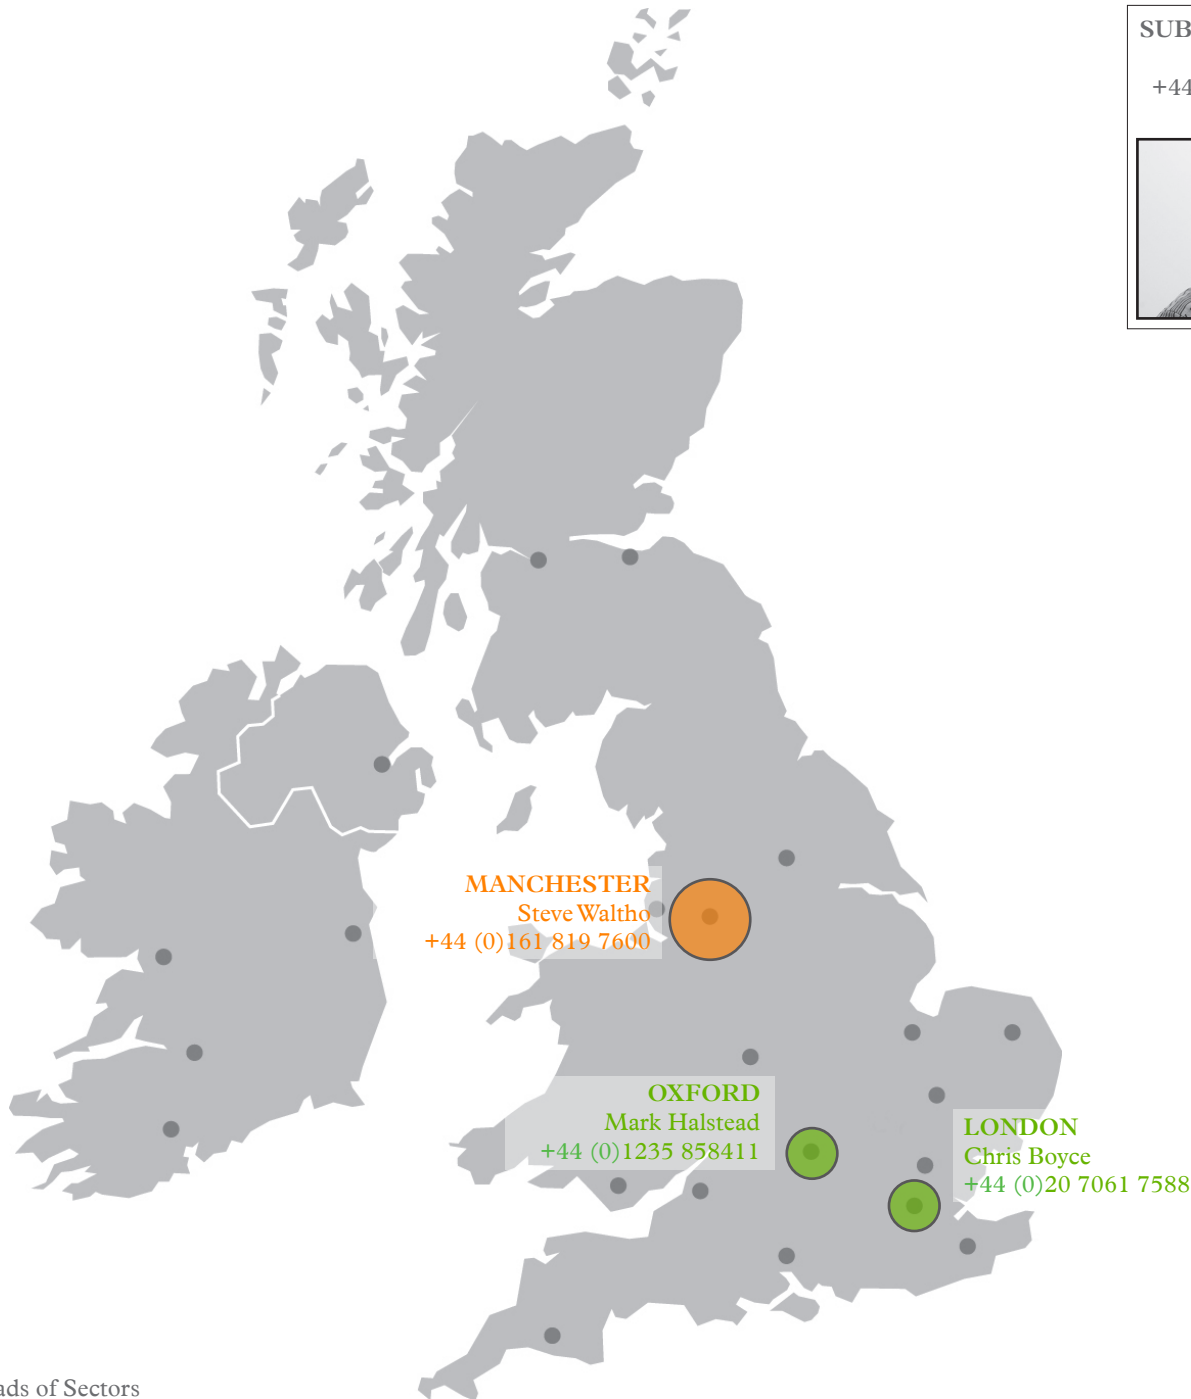 SUB
+44
MANCHESTER
Steve Waltho
+44 (0)161 819 7600
OXFORD
Mark Halstead
+44 (0)1235 858411
LONDON
Chris Boyce
+44 (0)20 7061 7588
ads of Sectors